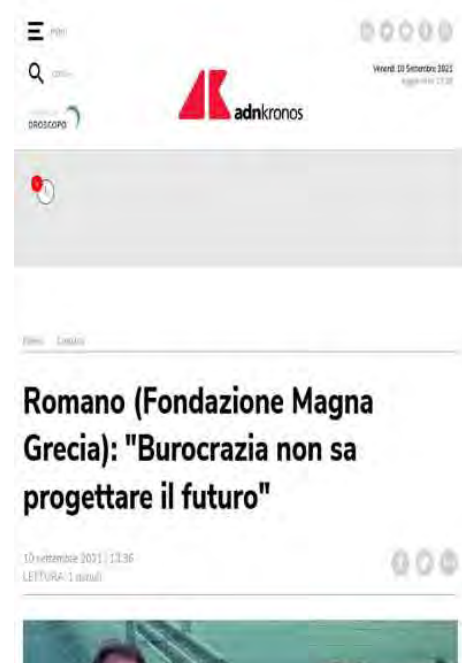 Venerdì 10 Settembre 2021
OROSCOPO
adnkronos
Romano (Fondazione Magna
Grecia): "Burocrazia non sa
progettare il futuro"
10 settembre 2021 | 13.36
LETTURA: 1 minuti